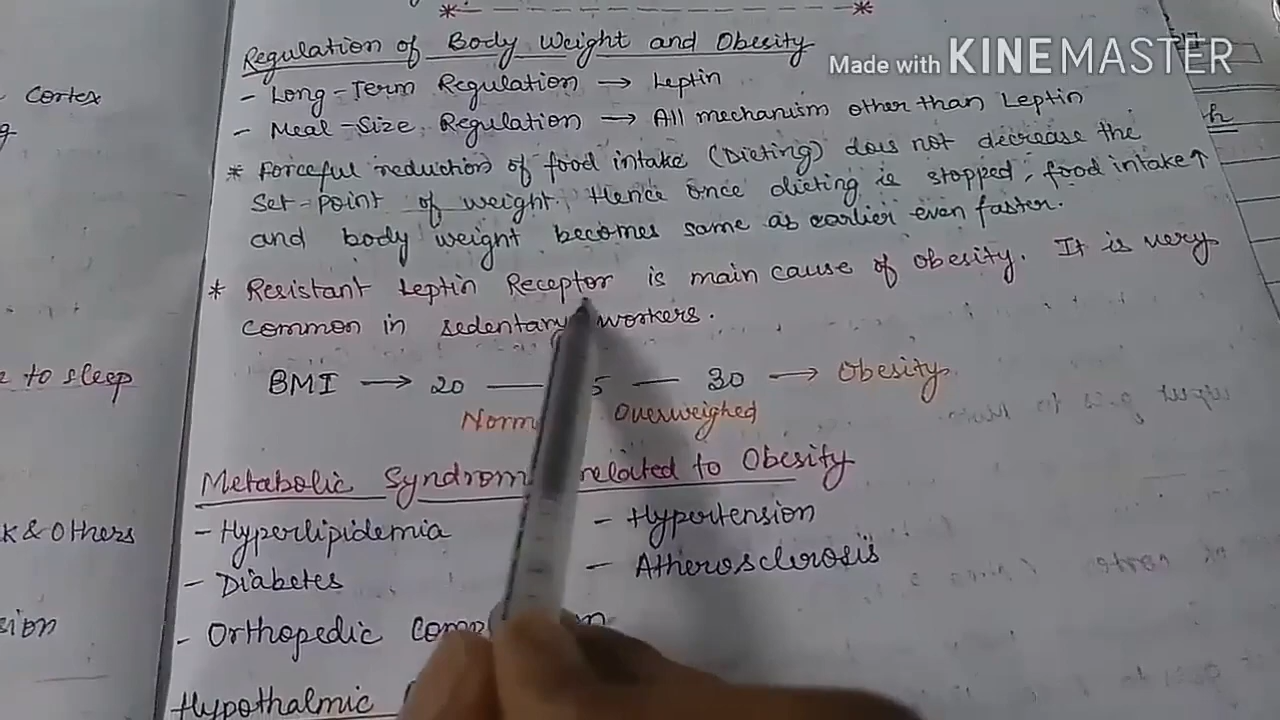 *- - - - - - - - - - - -*
Regulation of Body Weight and Obesity
Made with KINEMASTER
- Long-Term Regulation → Leptin
- Meal-Size Regulation → All mechanism other than Leptin
* Forceful reduction of food intake (Dieting) does not decrease the
Set-point of weight. Hence once dieting is stopped, food intake ↑
and body weight becomes same as earlier even faster.
* Resistant Leptin Receptor is main cause of obesity. It is very
Common in sedentary workers.
BMI → 20 — 5 — 30 → Obesity
Norm Overweighed
Metabolic Syndrom related to Obesity
- Hyperlipidemia - Hypertension
- Diabetes - Atherosclerosis
- Orthopedic Comp n
Hypothalmic
Cortex
e to sleep
k & Others
sion